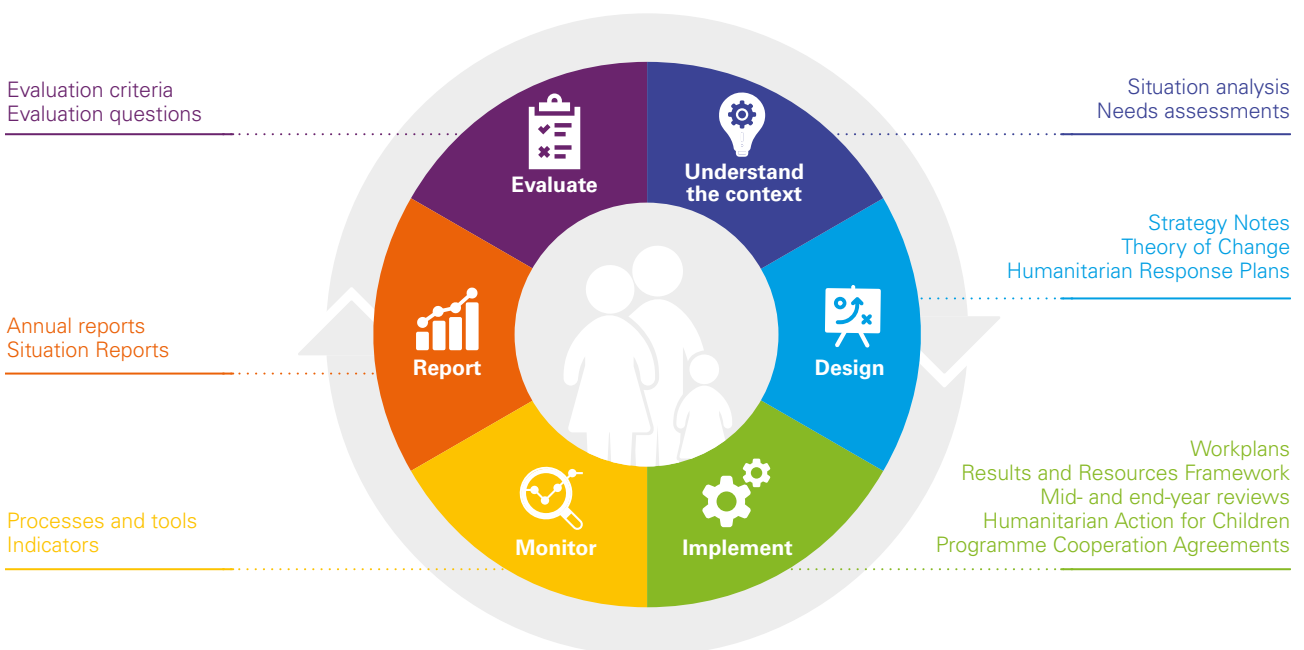 Evaluation criteria
Evaluation questions
Situation analysis
Needs assessments
Evaluate
Understand
the context
Strategy Notes
Theory of Change
Humanitarian Response Plans
Annual reports
Situation Reports
Report
Design
Workplans
Results and Resources Framework
Mid- and end-year reviews
Humanitarian Action for Children
Programme Cooperation Agreements
Processes and tools
Indicators
Monitor
Implement